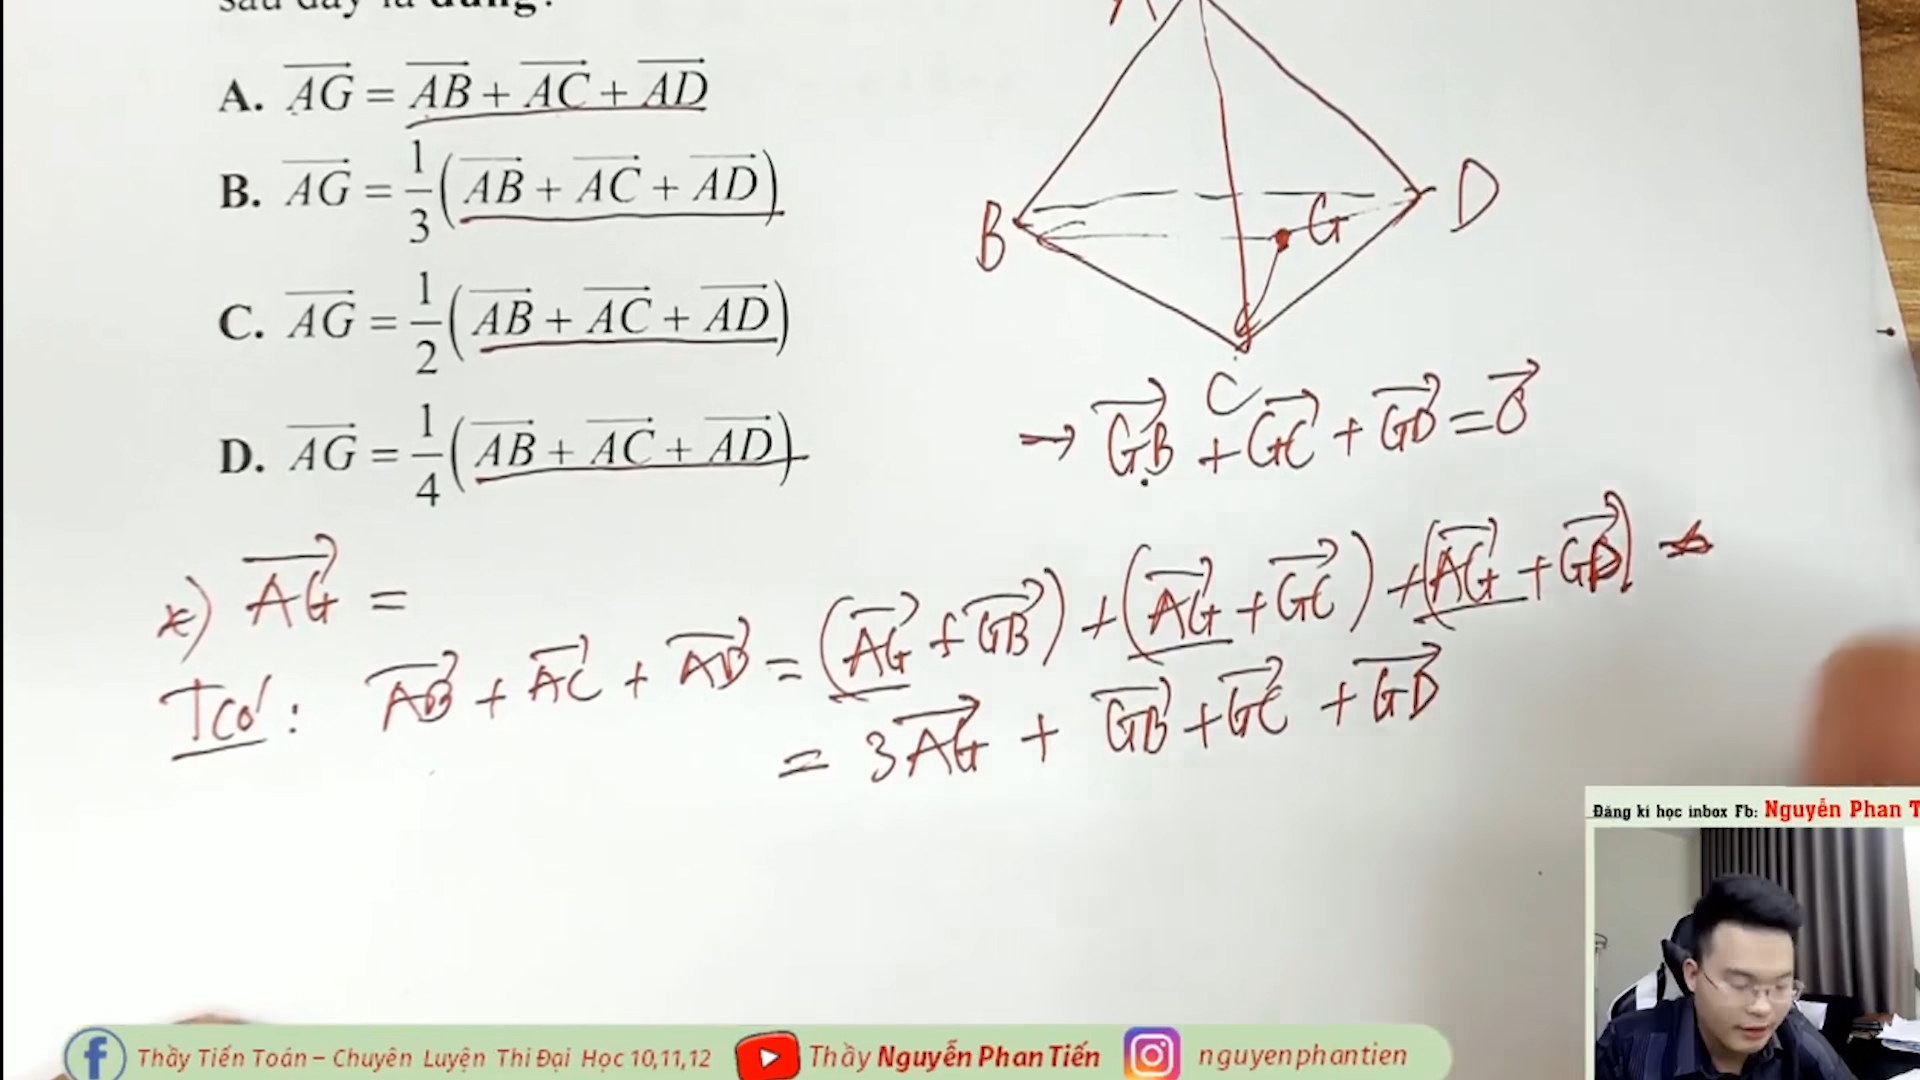 sau đây là đúng?
A. \overrightarrow{AG} = \overrightarrow{AB} + \overrightarrow{AC} + \overrightarrow{AD}
B. \overrightarrow{AG} = \frac{1}{3}(\overrightarrow{AB} + \overrightarrow{AC} + \overrightarrow{AD})
C. \overrightarrow{AG} = \frac{1}{2}(\overrightarrow{AB} + \overrightarrow{AC} + \overrightarrow{AD})
D. \overrightarrow{AG} = \frac{1}{4}(\overrightarrow{AB} + \overrightarrow{AC} + \overrightarrow{AD})
A
B
G
D
C
→ \overrightarrow{GB} + \overrightarrow{GC} + \overrightarrow{GD} = \overrightarrow{0}
*) \overrightarrow{AG} =
Tcó: \overrightarrow{AB} + \overrightarrow{AC} + \overrightarrow{AD} = (\overrightarrow{AG} + \overrightarrow{GB}) + (\overrightarrow{AG} + \overrightarrow{GC}) + (\overrightarrow{AG} + \overrightarrow{GD})
= 3\overrightarrow{AG} + \overrightarrow{GB} + \overrightarrow{GC} + \overrightarrow{GD}
Đăng kí học inbox Fb: Nguyễn Phan T
Thầy Tiến Toán – Chuyên Luyện Thi Đại Học 10,11,12
Thầy Nguyễn Phan Tiến
nguyenphantien